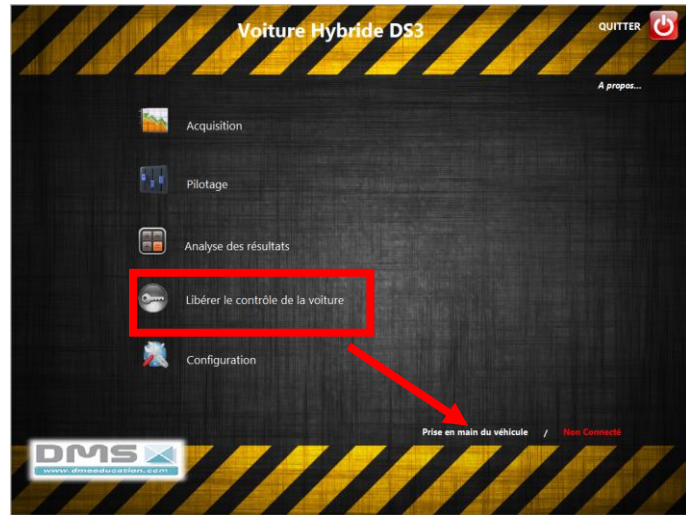 Voiture Hybride DS3
QUITTER
A propos...
Acquisition
Pilotage
Analyse des résultats
Libérer le contrôle de la voiture
Configuration
Prise en main du véhicule / Non Connecté
DMS
www.dmseducation.com